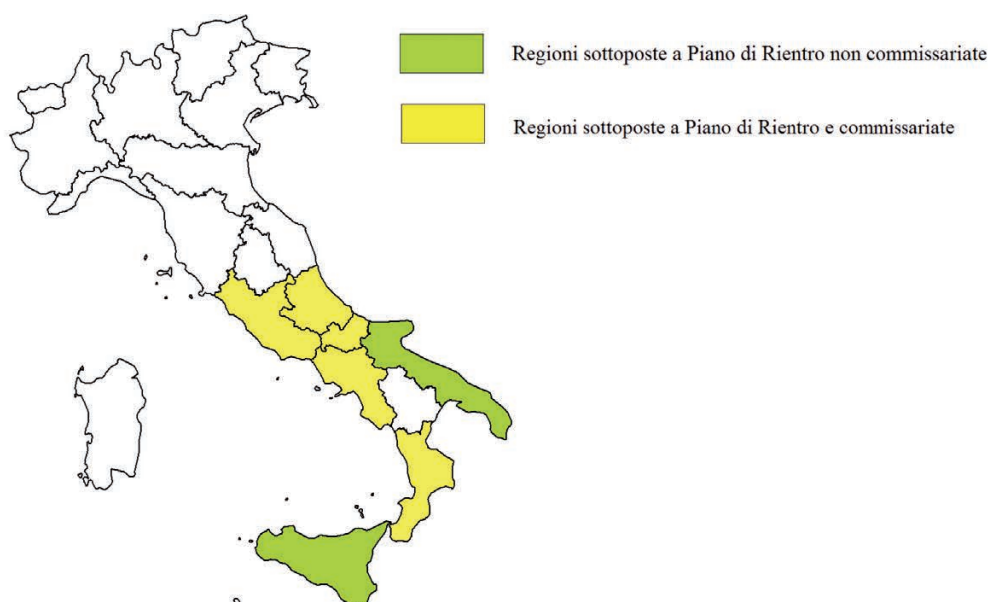 Regioni sottoposte a Piano di Rientro non commissariate
Regioni sottoposte a Piano di Rientro e commissariate